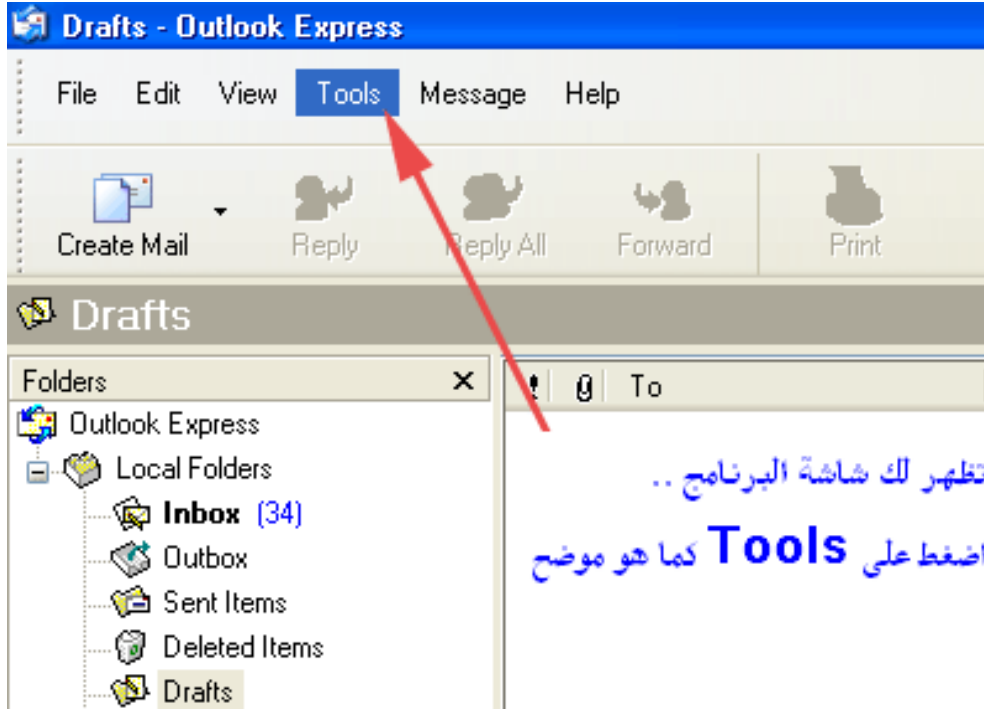 Drafts - Outlook Express
File Edit View Tools Message Help
Create Mail Reply Reply All Forward Print
Drafts
Folders
! To
Outlook Express
Local Folders
Inbox (34)
Outbox
Sent Items
Deleted Items
Drafts
تظهر لك شاشة البرنامج ..
اضغط على Tools كما هو موضح